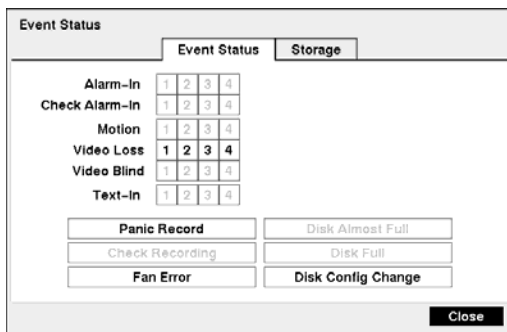 Event Status
Event Status Storage
Alarm-In 1 2 3 4
Check Alarm-In 1 2 3 4
Motion 1 2 3 4
Video Loss 1 2 3 4
Video Blind 1 2 3 4
Text-In 1 2 3 4
Panic Record Disk Almost Full
Check Recording Disk Full
Fan Error Disk Config Change
Close